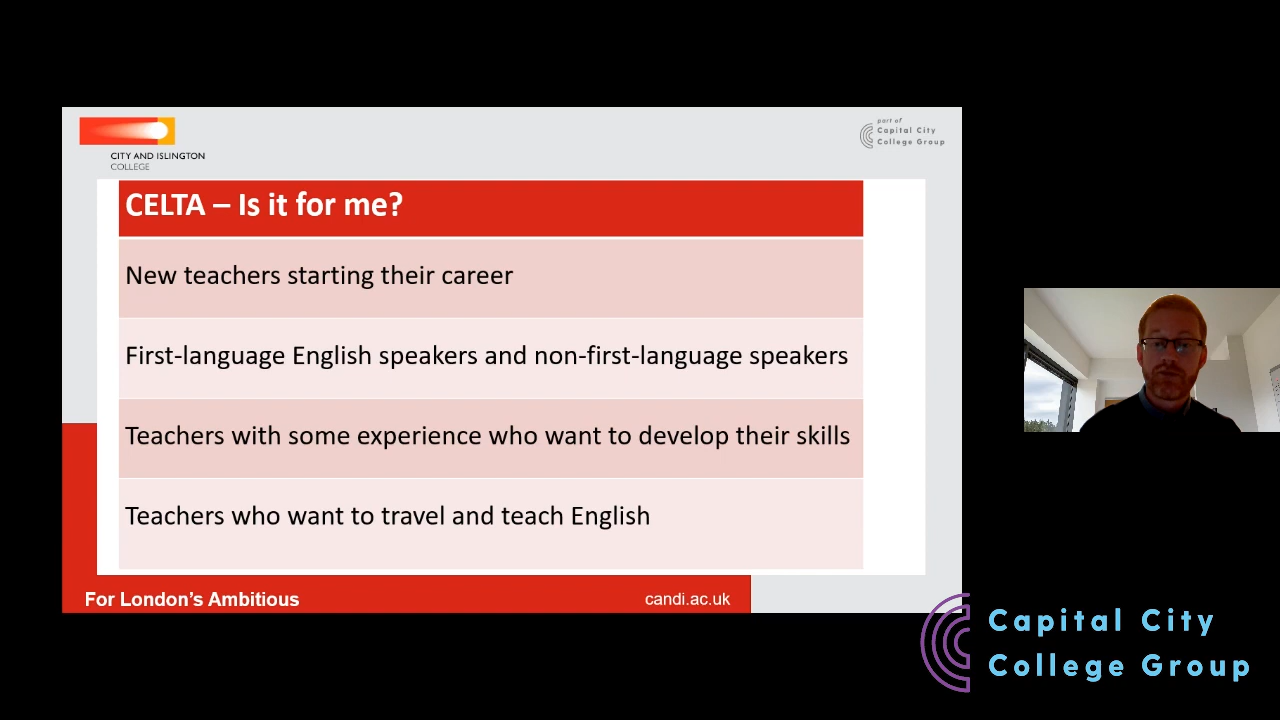 CITY AND ISLINGTON
COLLEGE
part of
Capital City
College Group
CELTA – Is it for me?
New teachers starting their career
First-language English speakers and non-first-language speakers
Teachers with some experience who want to develop their skills
Teachers who want to travel and teach English
For London's Ambitious
candi.ac.uk
Capital City
College Group